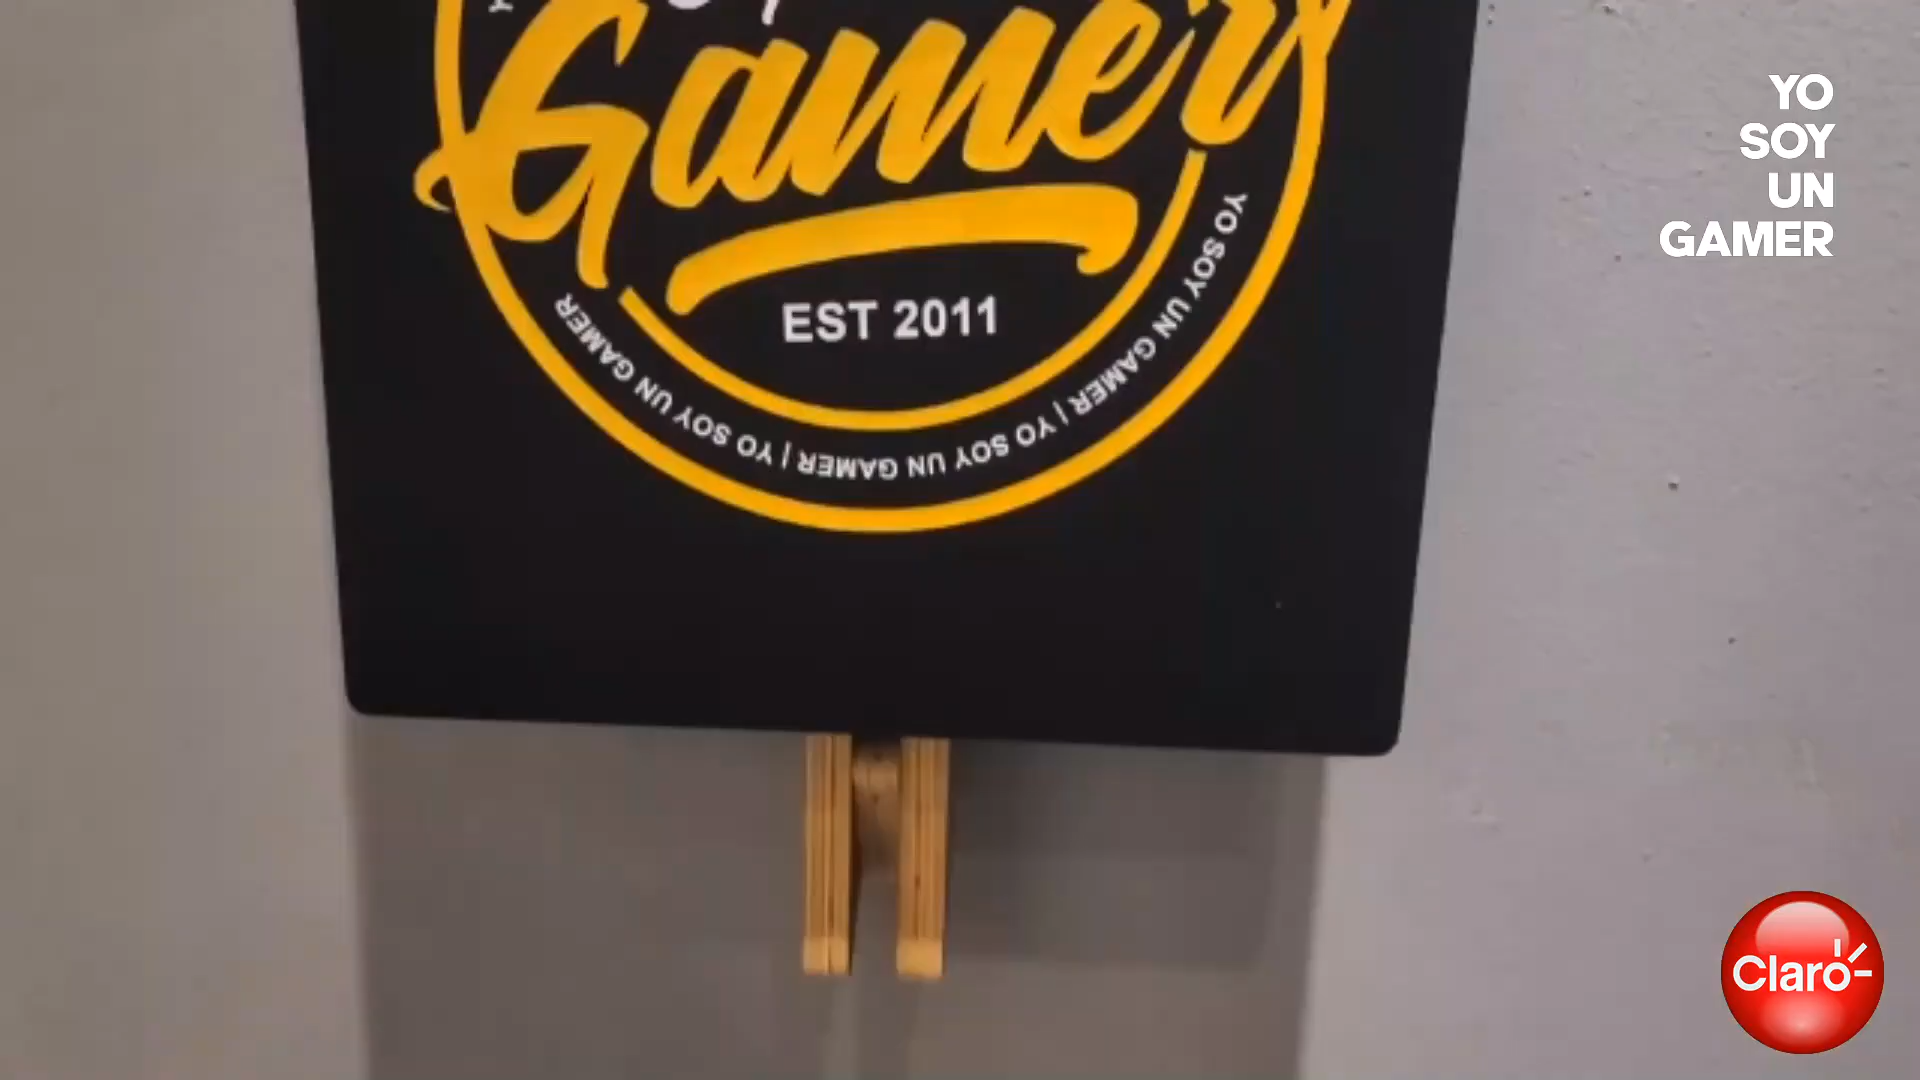 Gamer
EST 2011
YO SOY UN GAMER | YO SOY UN GAMER | YO SOY UN GAMER
YO
SOY
UN
GAMER
Claro